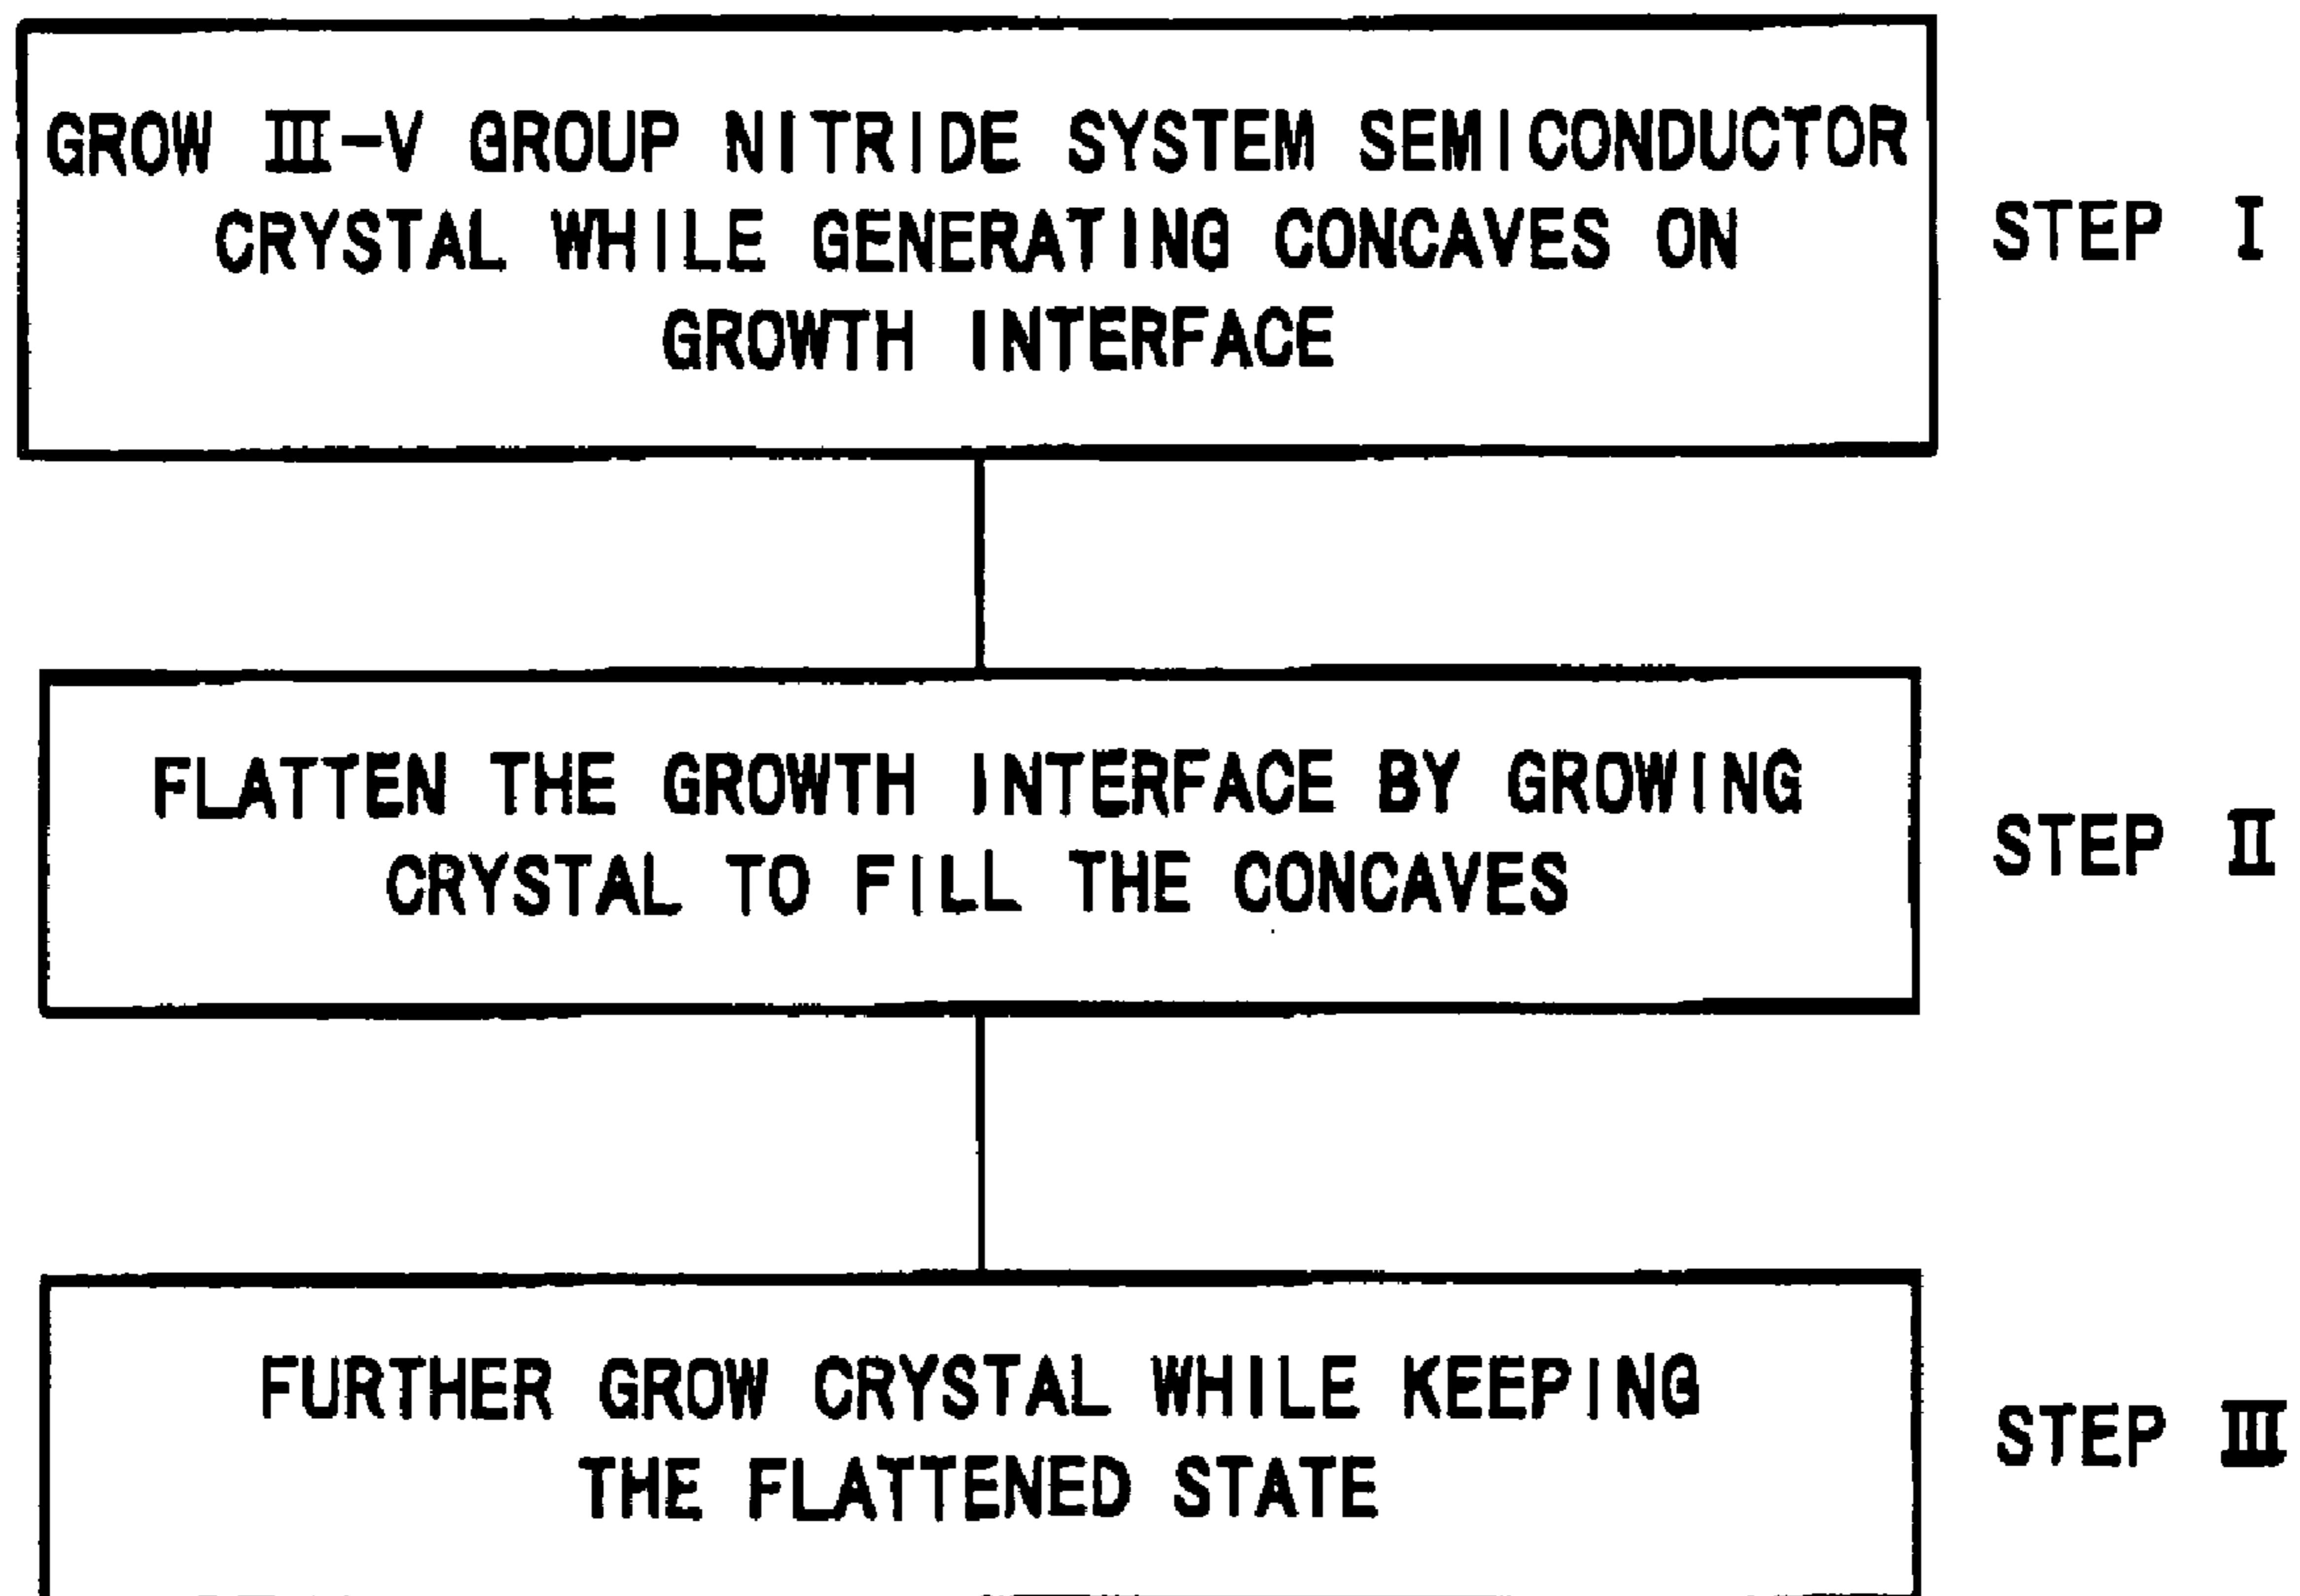 GROW III-V GROUP NITRIDE SYSTEM SEMICONDUCTOR
CRYSTAL WHILE GENERATING CONCAVES ON
GROWTH INTERFACE
STEP I
FLATTEN THE GROWTH INTERFACE BY GROWING
CRYSTAL TO FILL THE CONCAVES
STEP II
FURTHER GROW CRYSTAL WHILE KEEPING
THE FLATTENED STATE
STEP III